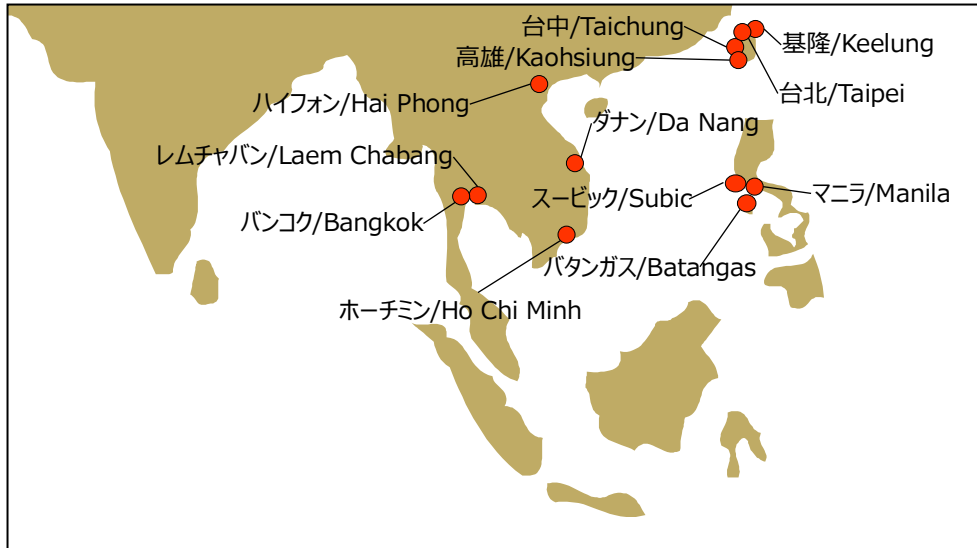 台中/Taichung
基隆/Keelung
高雄/Kaohsiung
台北/Taipei
ハイフォン/Hai Phong
ダナン/Da Nang
レムチャバン/Laem Chabang
スービック/Subic
マニラ/Manila
バンコク/Bangkok
バタンガス/Batangas
ホーチミン/Ho Chi Minh